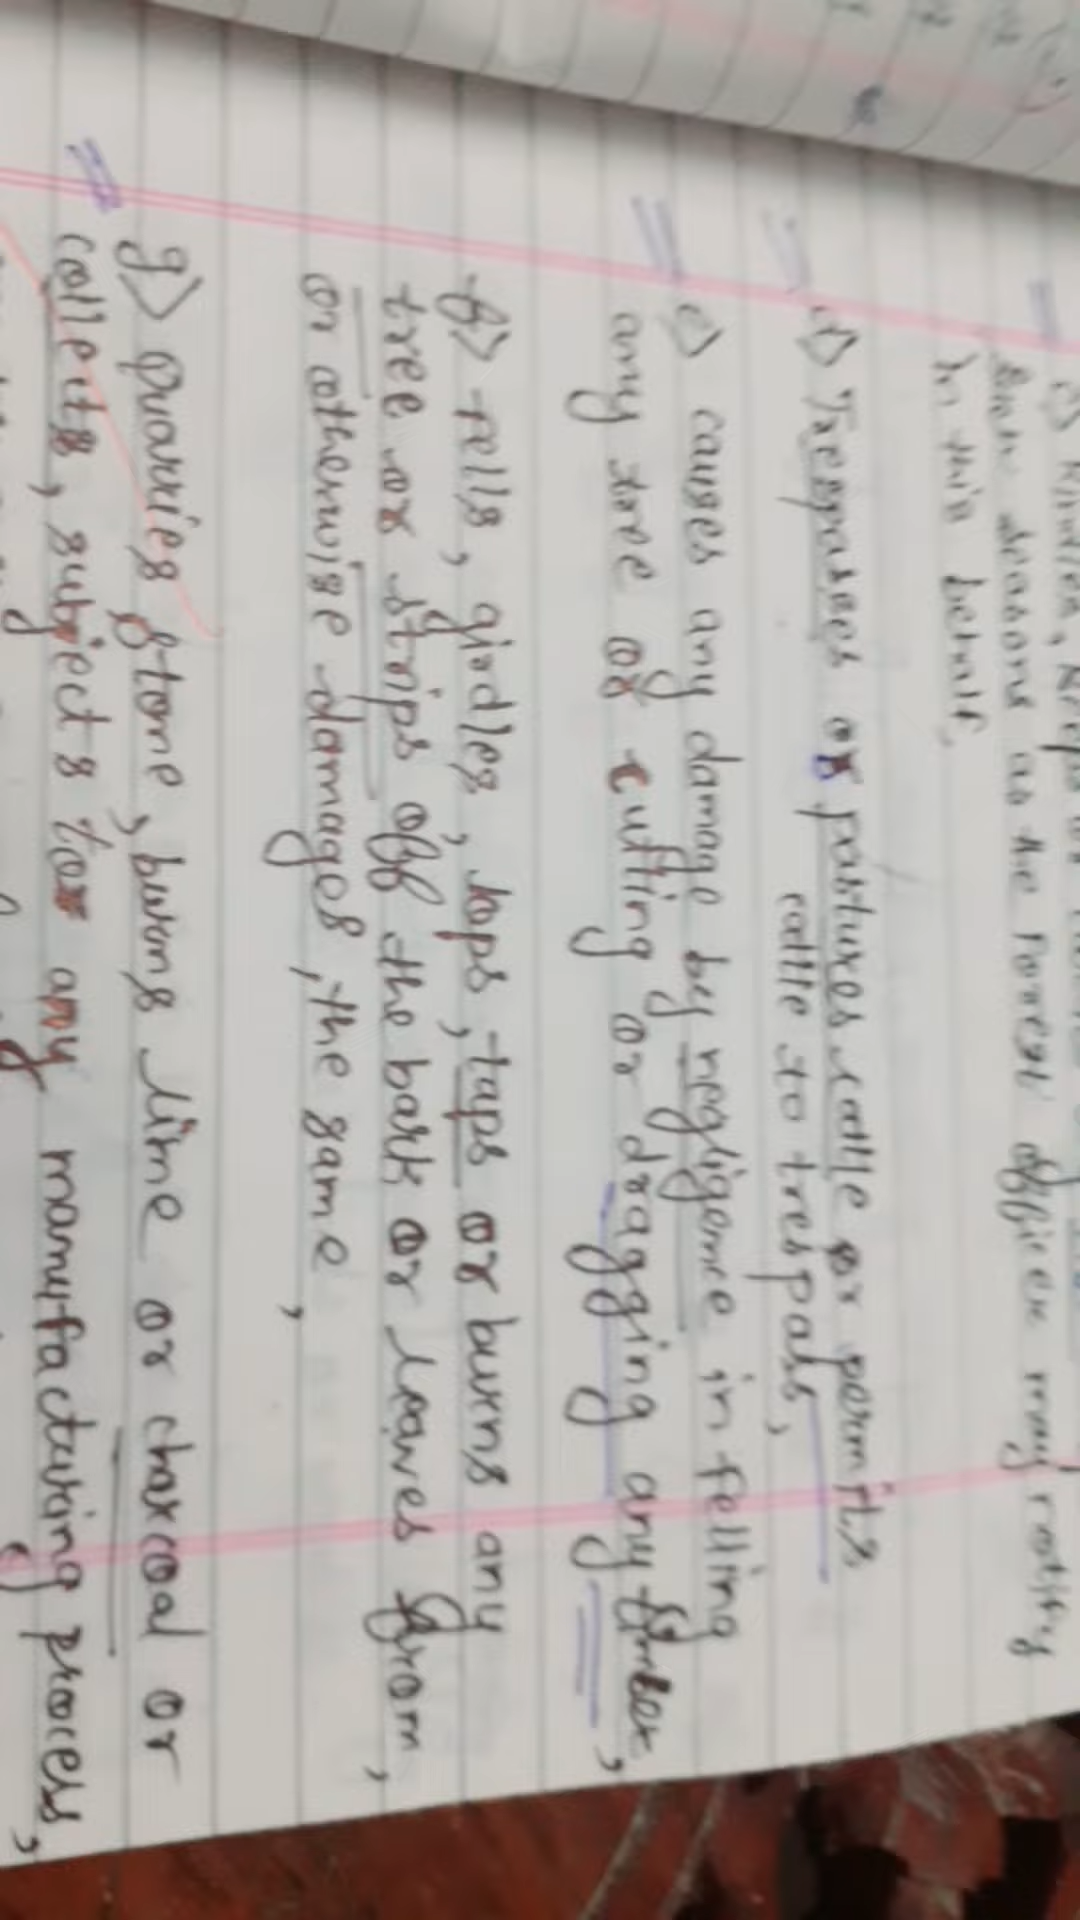 c) Kindles, keeps or
such seasons as the Forest officer may notify
In this behalf,
d) Trespasses or pastures cattle or permits
cattle to trespass,
e) causes any damage by negligence in felling
any tree or cutting or dragging any timber,
f) fells, girdles, lops, taps or burns any
tree or strips off the bark or leaves from,
or otherwise damages, the same,
g) quarries stone, burns lime or charcoal or
collects, subjects to any manufacturing process,